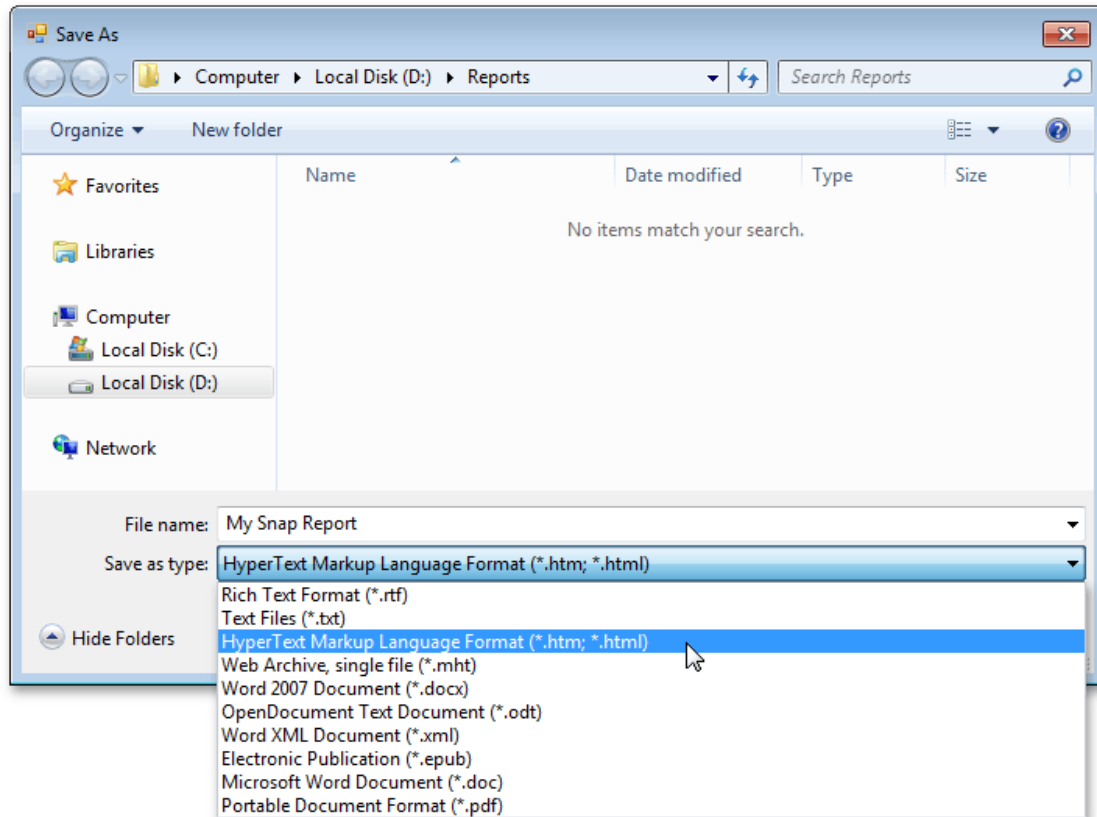 Save As
Computer Local Disk (D:) Reports Search Reports
Organize New folder
Name Date modified Type Size
Favorites
No items match your search.
Libraries
Computer
Local Disk (C:)
Local Disk (D:)
Network
File name: My Snap Report
Save as type: HyperText Markup Language Format (*.htm; *.html)
Rich Text Format (*.rtf)
Text Files (*.txt)
Hide Folders HyperText Markup Language Format (*.htm; *.html)
Web Archive, single file (*.mht)
Word 2007 Document (*.docx)
OpenDocument Text Document (*.odt)
Word XML Document (*.xml)
Electronic Publication (*.epub)
Microsoft Word Document (*.doc)
Portable Document Format (*.pdf)